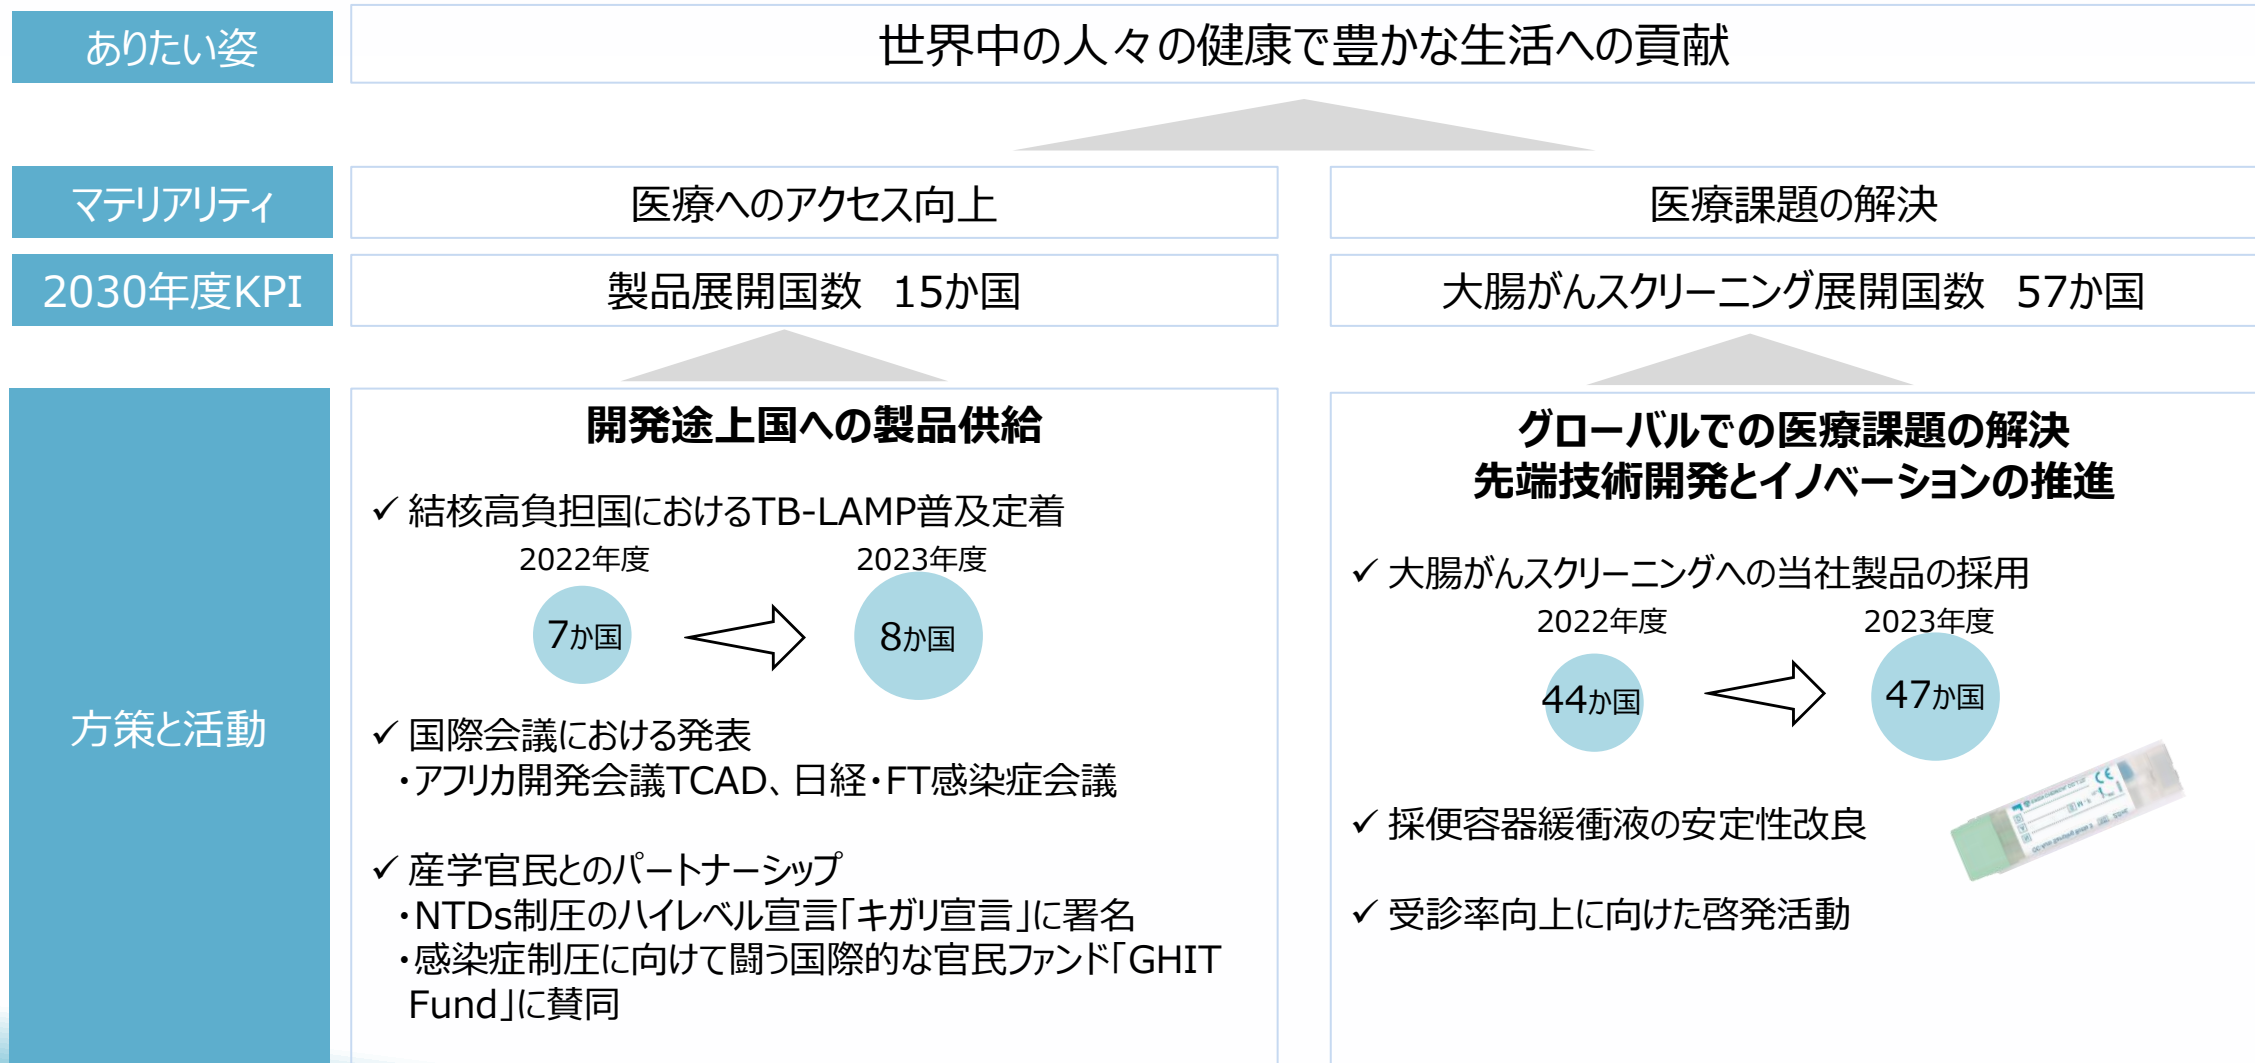 ありたい姿
世界中の人々の健康で豊かな生活への貢献
マテリアリティ
医療へのアクセス向上
医療課題の解決
2030年度KPI
製品展開国数 15か国
大腸がんスクリーニング展開国数 57か国
方策と活動
開発途上国への製品供給
✓ 結核高負担国におけるTB-LAMP普及定着
2022年度
2023年度
7か国
8か国
✓ 国際会議における発表
・アフリカ開発会議TCAD、日経・FT感染症会議
✓ 産学官民とのパートナーシップ
・NTDs制圧のハイレベル宣言「キガリ宣言」に署名
・感染症制圧に向けて闘う国際的な官民ファンド「GHIT
Fund」に賛同
グローバルでの医療課題の解決
先端技術開発とイノベーションの推進
✓ 大腸がんスクリーニングへの当社製品の採用
2022年度
2023年度
44か国
47か国
✓ 採便容器緩衝液の安定性改良
✓ 受診率向上に向けた啓発活動